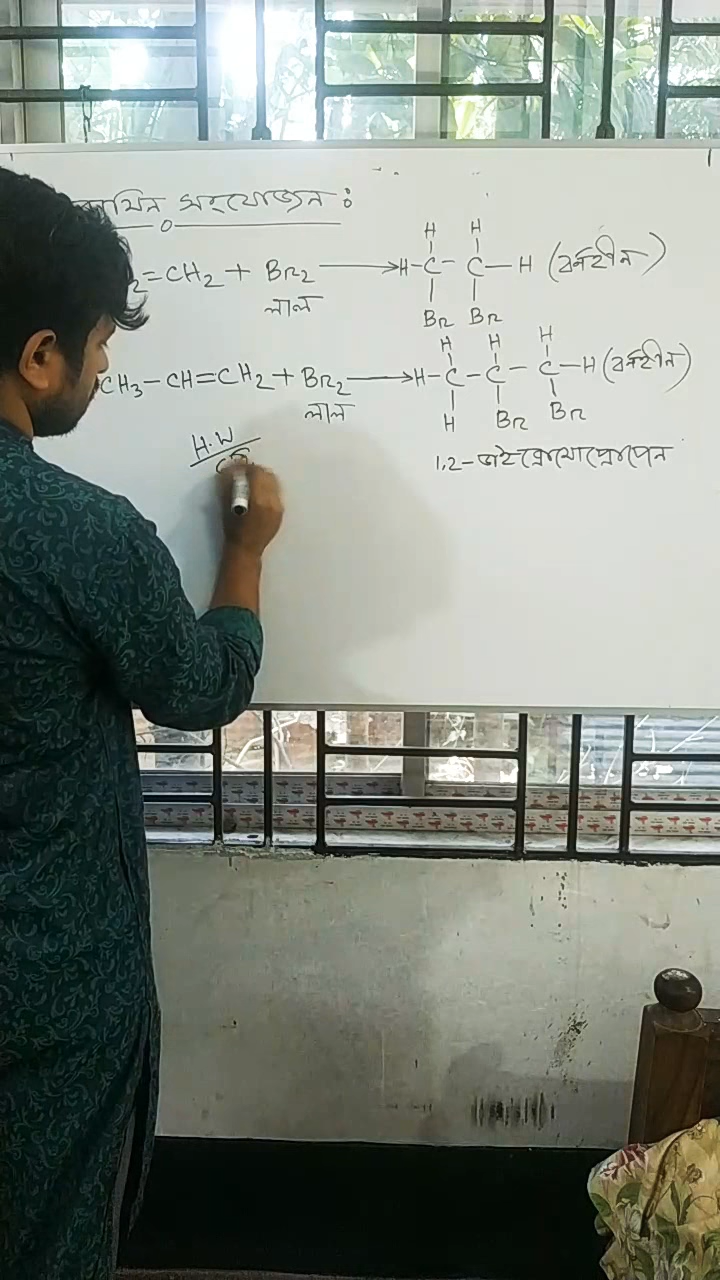 সংযোজন :
=CH₂ + Br₂ → H-C-C-H (বর্ণহীন)
H H
Br Br
লাল
CH₃-CH=CH₂ + Br₂ → H-C-C-C-H (বর্ণহীন)
H H H
H Br Br
লাল
1,2-ডাইব্রোমোপ্রোপেন
H.W